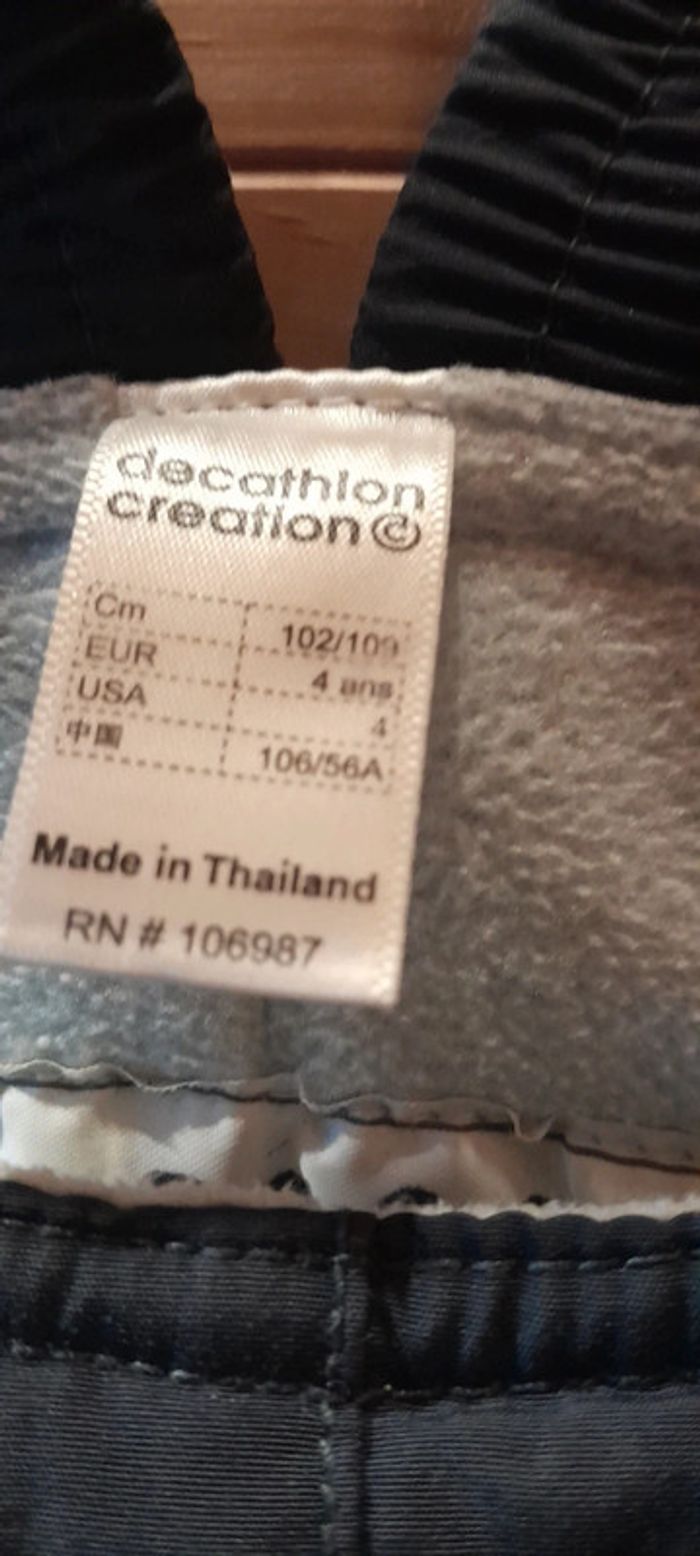 decathlon
creation©
Cm 102/109
EUR 4 ans
USA 4
中国 106/56A
Made in Thailand
RN # 106987